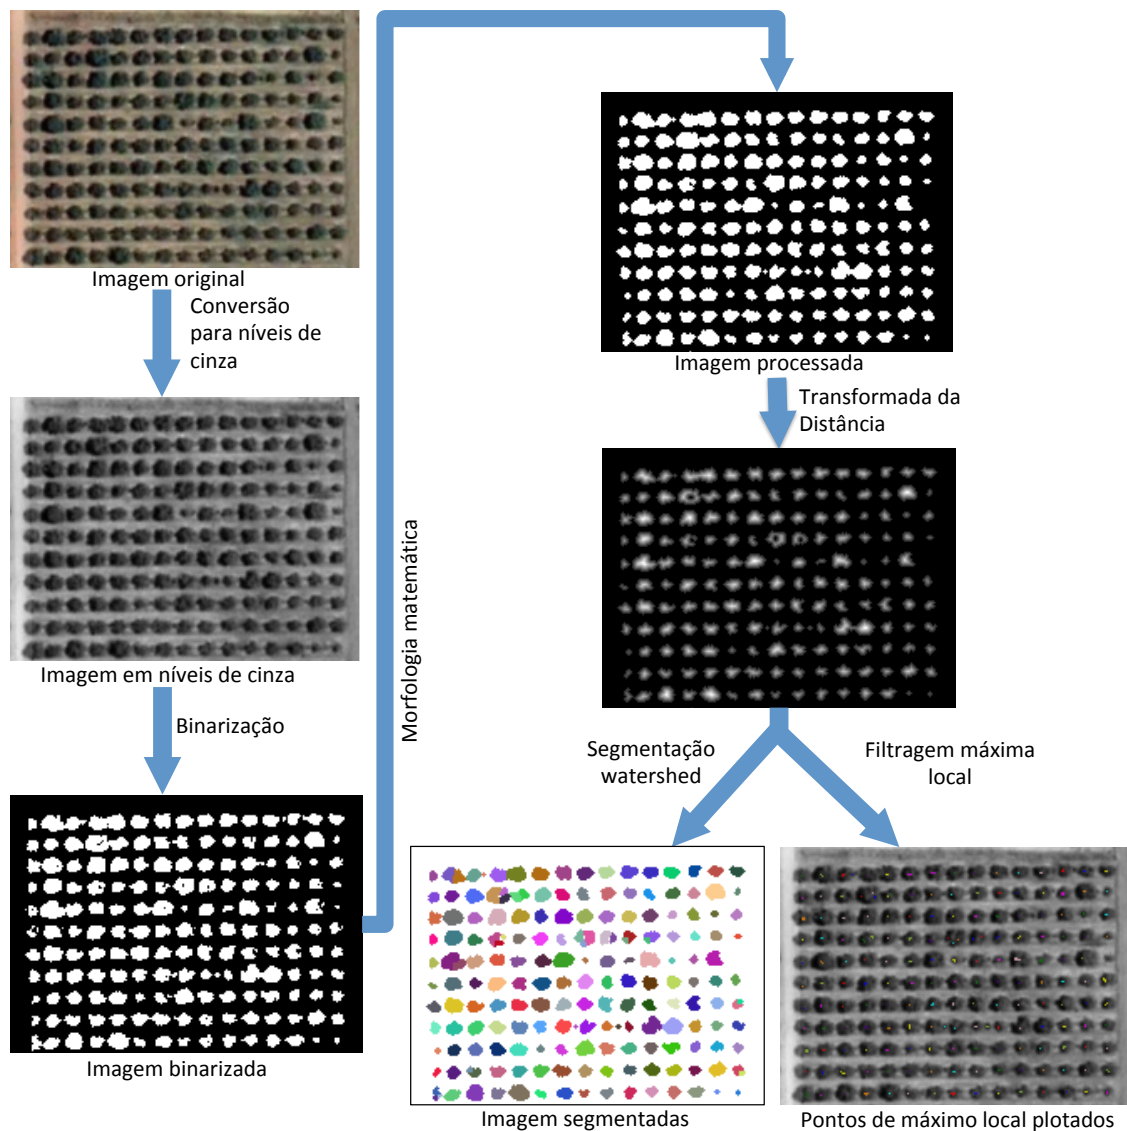 Imagem original
Conversão
para níveis de
cinza
Imagem em níveis de cinza
Binarização
Imagem binarizada
Morfologia matemática
Imagem processada
Transformada da
Distância
Segmentação
watershed
Filtragem máxima
local
Imagem segmentadas
Pontos de máximo local plotados